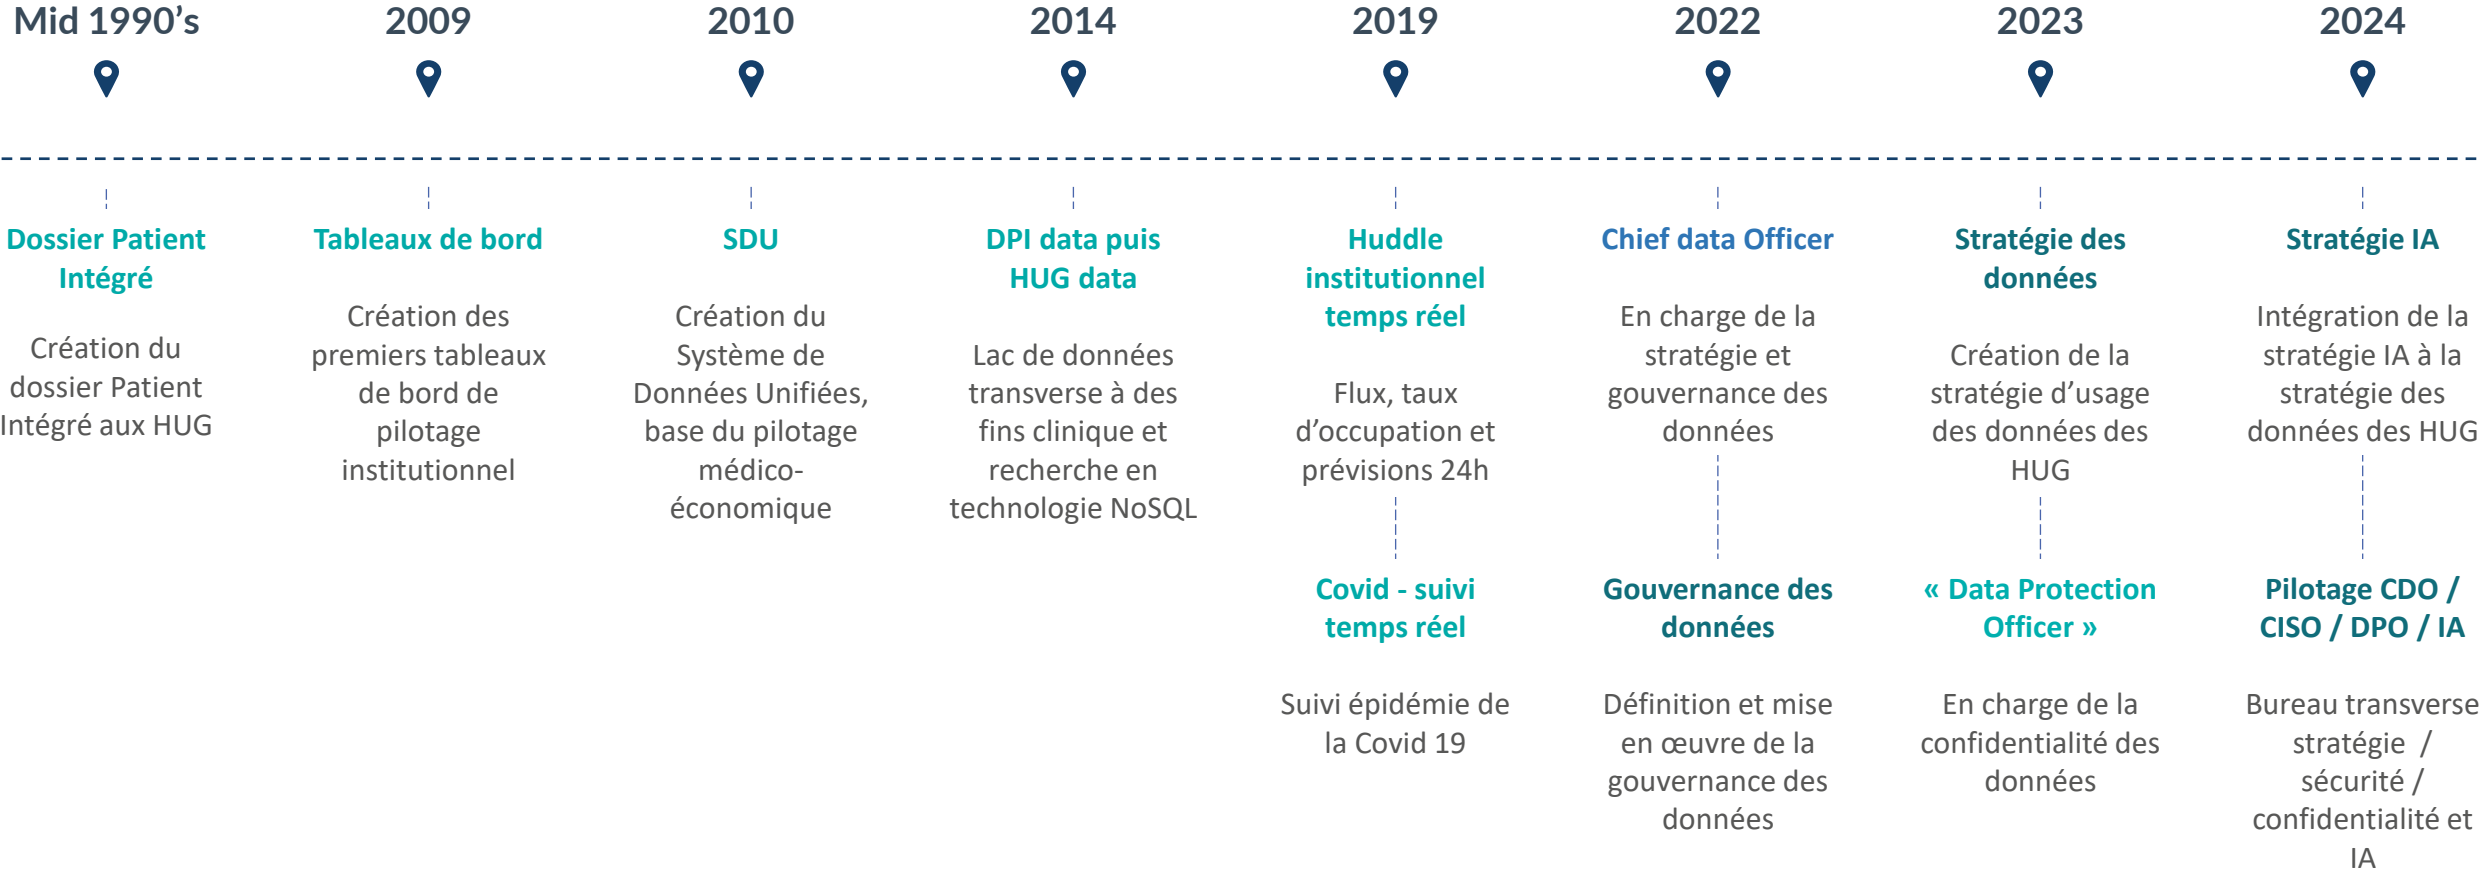 Mid 1990’s
Dossier Patient
Intégré
Création du
dossier Patient
Intégré aux HUG
2009
Tableaux de bord
Création des
premiers tableaux
de bord de
pilotage
institutionnel
2010
SDU
Création du
Système de
Données Unifiées,
base du pilotage
médico-
économique
2014
DPI data puis
HUG data
Lac de données
transverse à des
fins clinique et
recherche en
technologie NoSQL
2019
Huddle
institutionnel
temps réel
Flux, taux
d’occupation et
prévisions 24h
Covid - suivi
temps réel
Suivi épidémie de
la Covid 19
2022
Chief data Officer
En charge de la
stratégie et
gouvernance des
données
Gouvernance des
données
Définition et mise
en œuvre de la
gouvernance des
données
2023
Stratégie des
données
Création de la
stratégie d’usage
des données des
HUG
« Data Protection
Officer »
En charge de la
confidentialité des
données
2024
Stratégie IA
Intégration de la
stratégie IA à la
stratégie des
données des HUG
Pilotage CDO /
CISO / DPO / IA
Bureau transverse
stratégie /
sécurité /
confidentialité et
IA